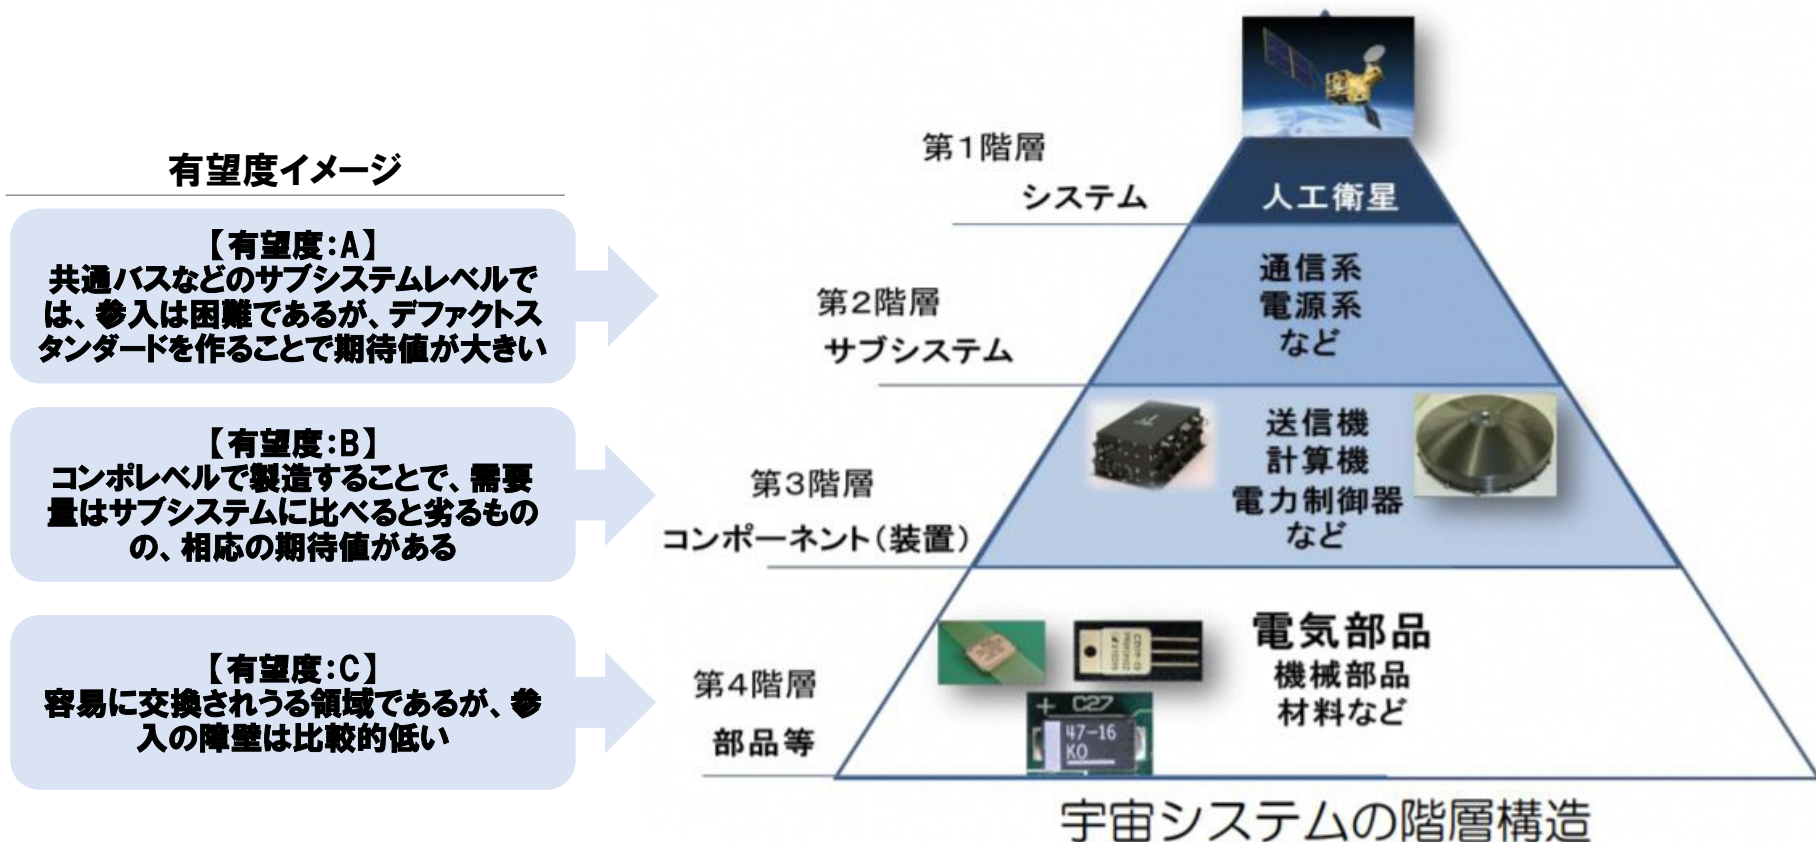 有望度イメージ
【有望度：A】
共通バスなどのサブシステムレベルで
は、参入は困難であるが、デファクトス
タンダードを作ることで期待値が大きい
【有望度：B】
コンポレベルで製造することで、需要
量はサブシステムに比べると劣るもの
の、相応の期待値がある
【有望度：C】
容易に交換されうる領域であるが、参
入の障壁は比較的低い
第1階層
システム
人工衛星
第2階層
サブシステム
通信系
電源系
など
第3階層
コンポーネント（装置）
送信機
計算機
電力制御器
など
第4階層
部品等
電気部品
機械部品
材料など
+ C27
47-16
KO
宇宙システムの階層構造